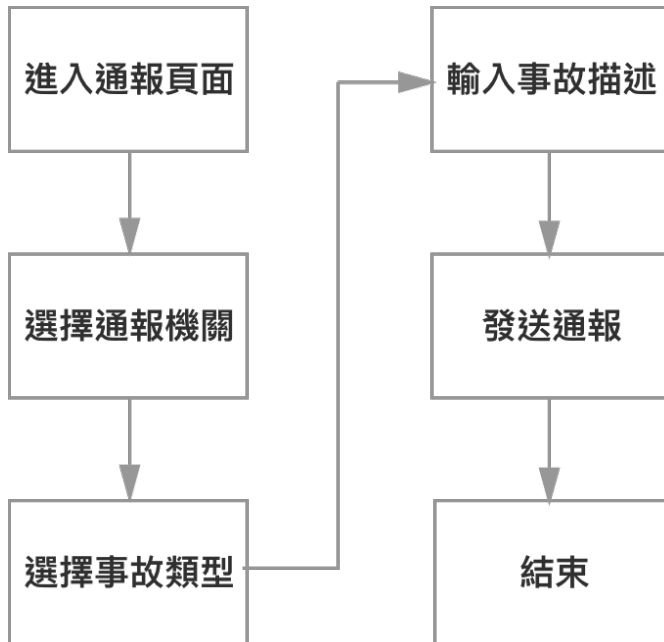 進入通報頁面
選擇通報機關
選擇事故類型
輸入事故描述
發送通報
結束